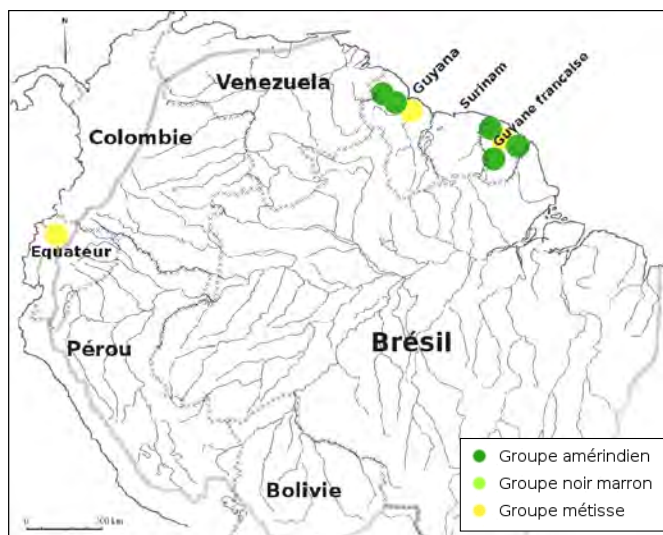 N
Venezuela
Guyana
Surinam
Guyane francaise
Colombie
Equateur
Pérou
Brésil
Bolivie
Groupe amérindien
Groupe noir marron
Groupe métisse
0
300 km